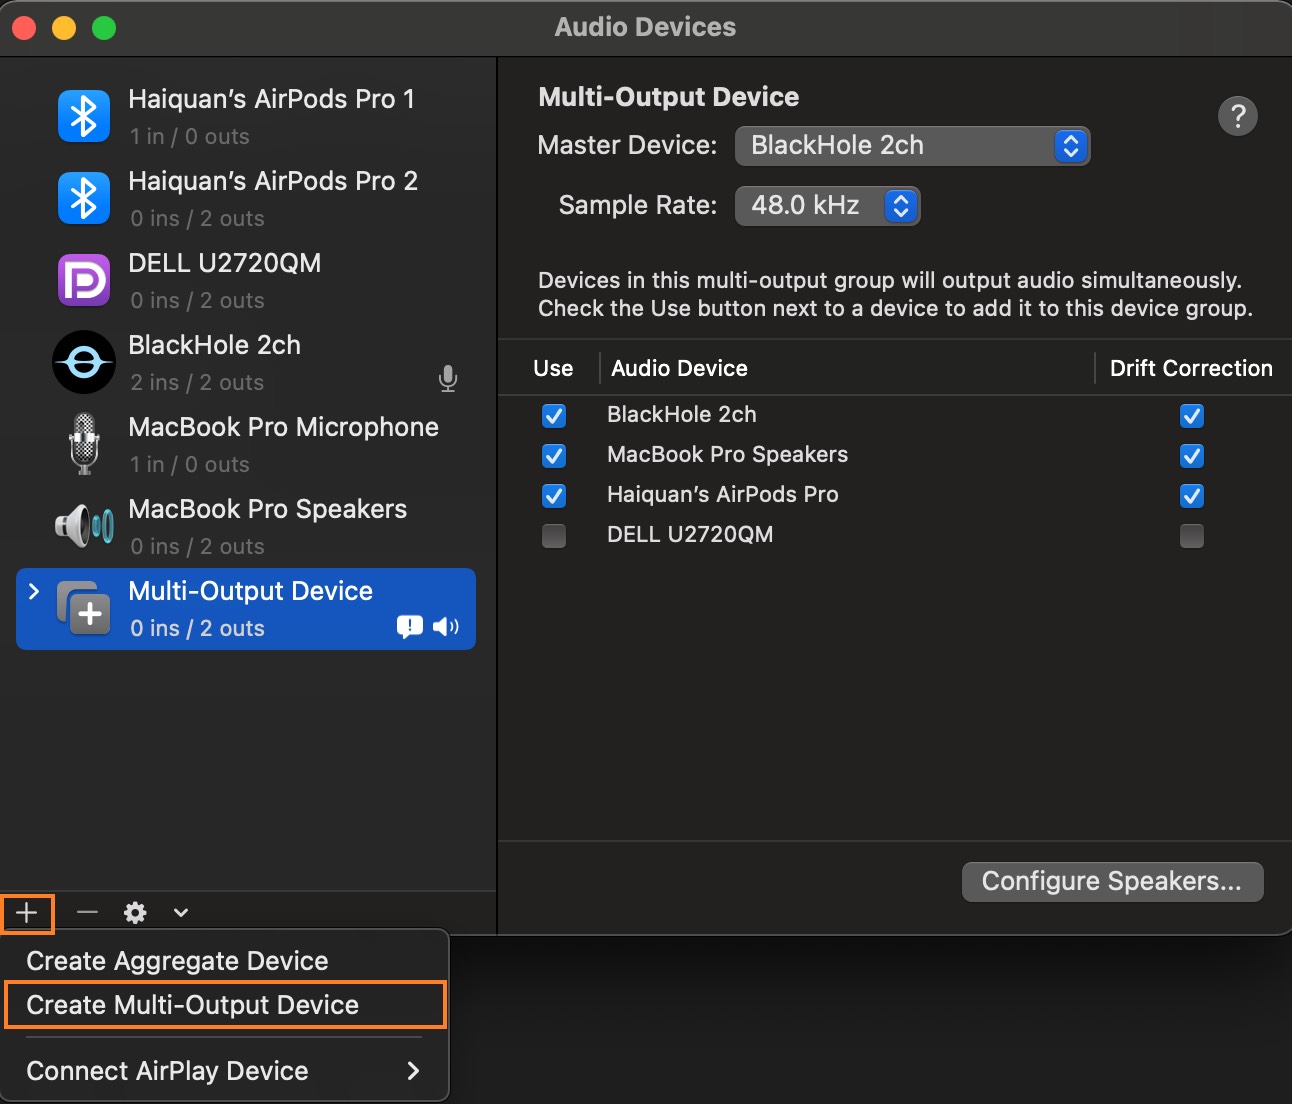 Audio Devices
Haiquan’s AirPods Pro 1
1 in / 0 outs
Haiquan’s AirPods Pro 2
0 ins / 2 outs
DELL U2720QM
0 ins / 2 outs
BlackHole 2ch
2 ins / 2 outs
MacBook Pro Microphone
1 in / 0 outs
MacBook Pro Speakers
0 ins / 2 outs
Multi-Output Device
0 ins / 2 outs
Multi-Output Device
?
Master Device: BlackHole 2ch
Sample Rate: 48.0 kHz
Devices in this multi-output group will output audio simultaneously.
Check the Use button next to a device to add it to this device group.
Use Audio Device Drift Correction
BlackHole 2ch
MacBook Pro Speakers
Haiquan’s AirPods Pro
DELL U2720QM
Configure Speakers...
Create Aggregate Device
Create Multi-Output Device
Connect AirPlay Device